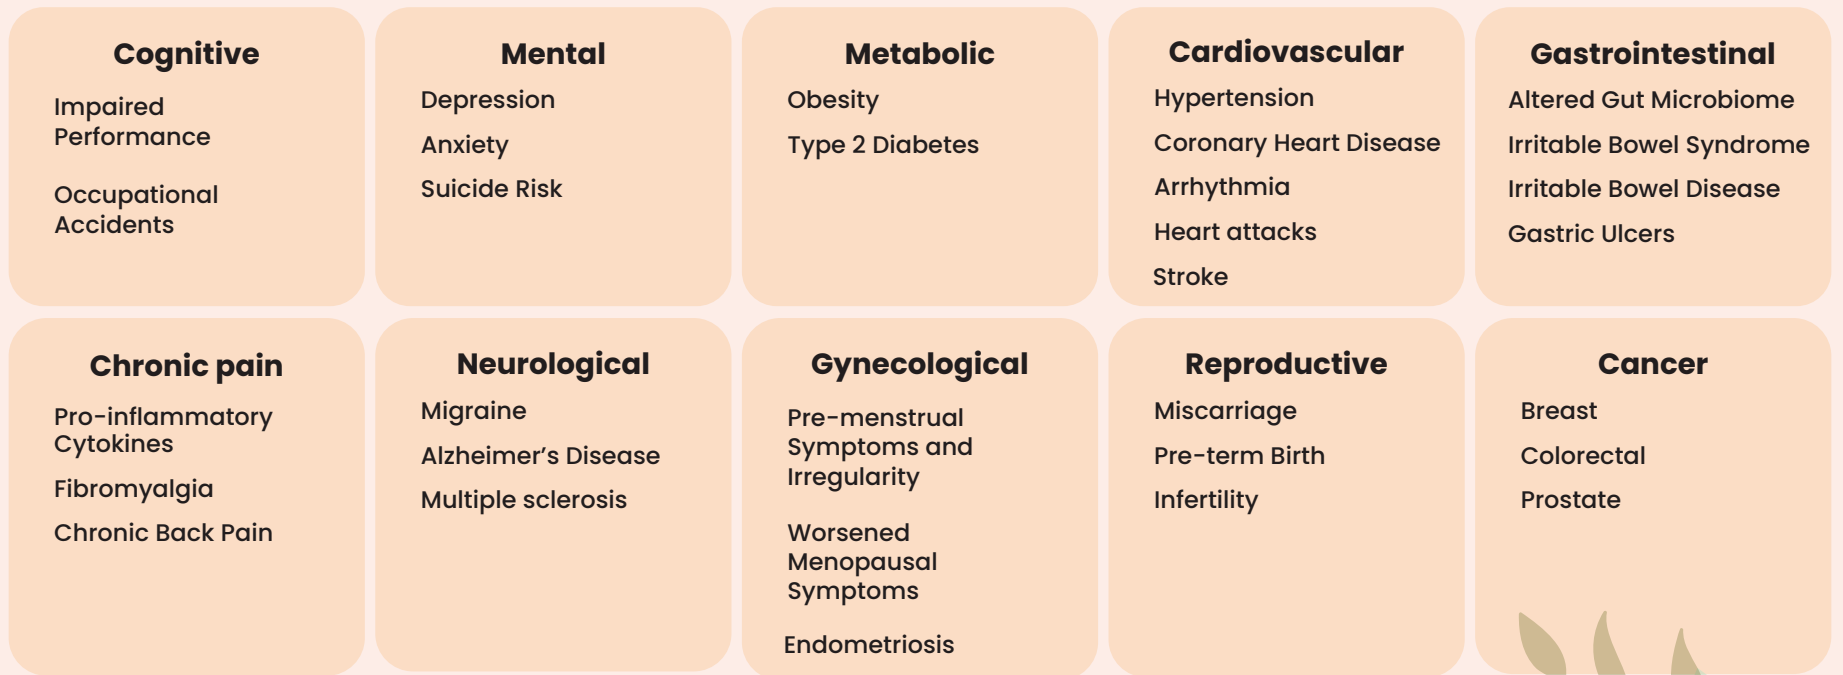 Cognitive
Impaired
Performance
Occupational
Accidents
Mental
Depression
Anxiety
Suicide Risk
Metabolic
Obesity
Type 2 Diabetes
Cardiovascular
Hypertension
Coronary Heart Disease
Arrhythmia
Heart attacks
Stroke
Gastrointestinal
Altered Gut Microbiome
Irritable Bowel Syndrome
Irritable Bowel Disease
Gastric Ulcers
Chronic pain
Pro-inflammatory
Cytokines
Fibromyalgia
Chronic Back Pain
Neurological
Migraine
Alzheimer’s Disease
Multiple sclerosis
Gynecological
Pre-menstrual
Symptoms and
Irregularity
Worsened
Menopausal
Symptoms
Endometriosis
Reproductive
Miscarriage
Pre-term Birth
Infertility
Cancer
Breast
Colorectal
Prostate